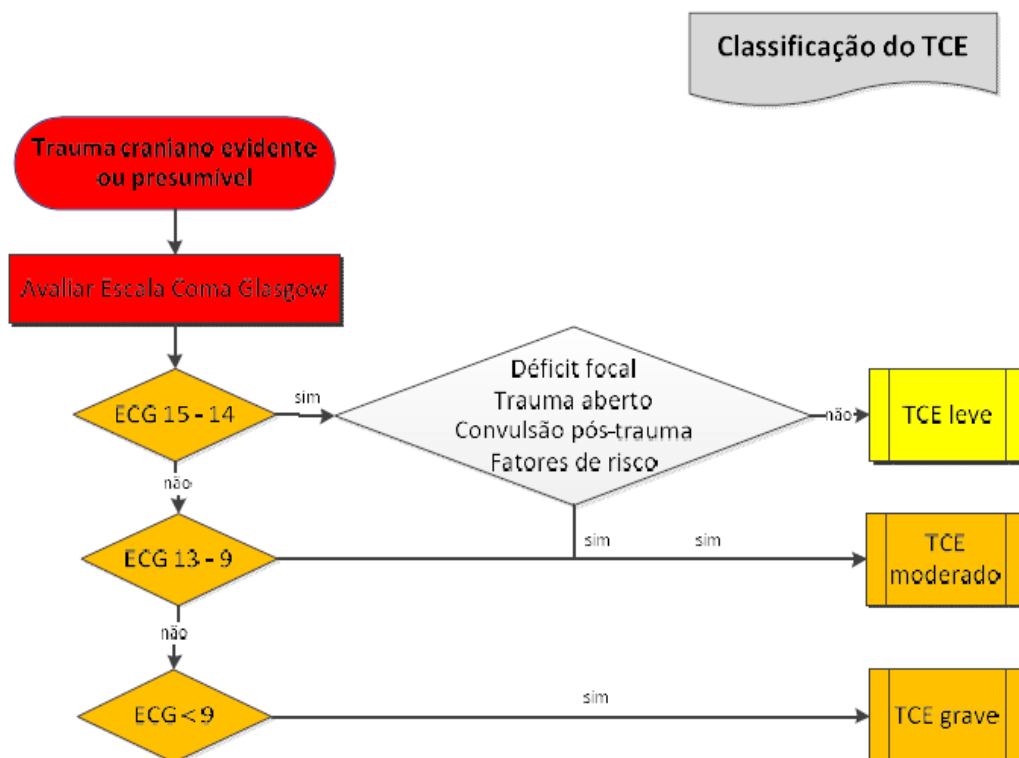 Classificação do TCE
Trauma craniano evidente
ou presumível
Avaliar Escala Coma Glasgow
ECG 15 - 14
sim
Déficit focal
Trauma aberto
Convulsão pós-trauma
Fatores de risco
não
TCE leve
não
ECG 13 - 9
sim
sim
TCE
moderado
não
ECG < 9
sim
TCE grave